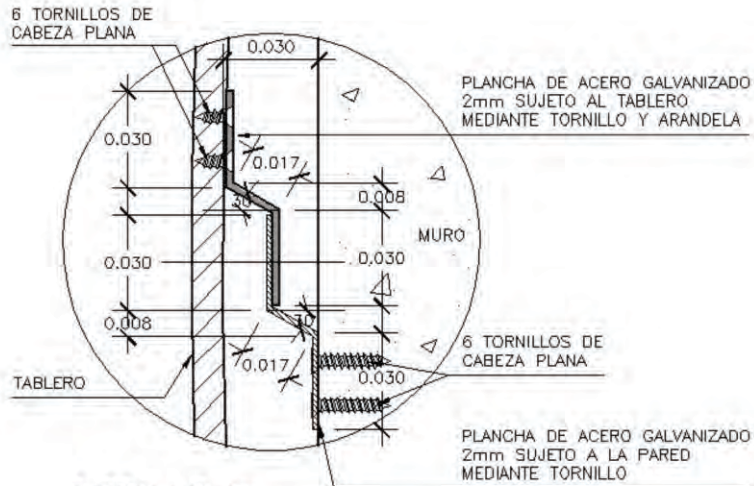 6 TORNILLOS DE
CABEZA PLANA
0.030
PLANCHA DE ACERO GALVANIZADO
2mm SUJETO AL TABLERO
MEDIANTE TORNILLO Y ARANDELA
0.030
0.017
30
0.008
MURO
0.030
0.030
0.008
30
0.017
6 TORNILLOS DE
CABEZA PLANA
0.030
TABLERO
PLANCHA DE ACERO GALVANIZADO
2mm SUJETO A LA PARED
MEDIANTE TORNILLO